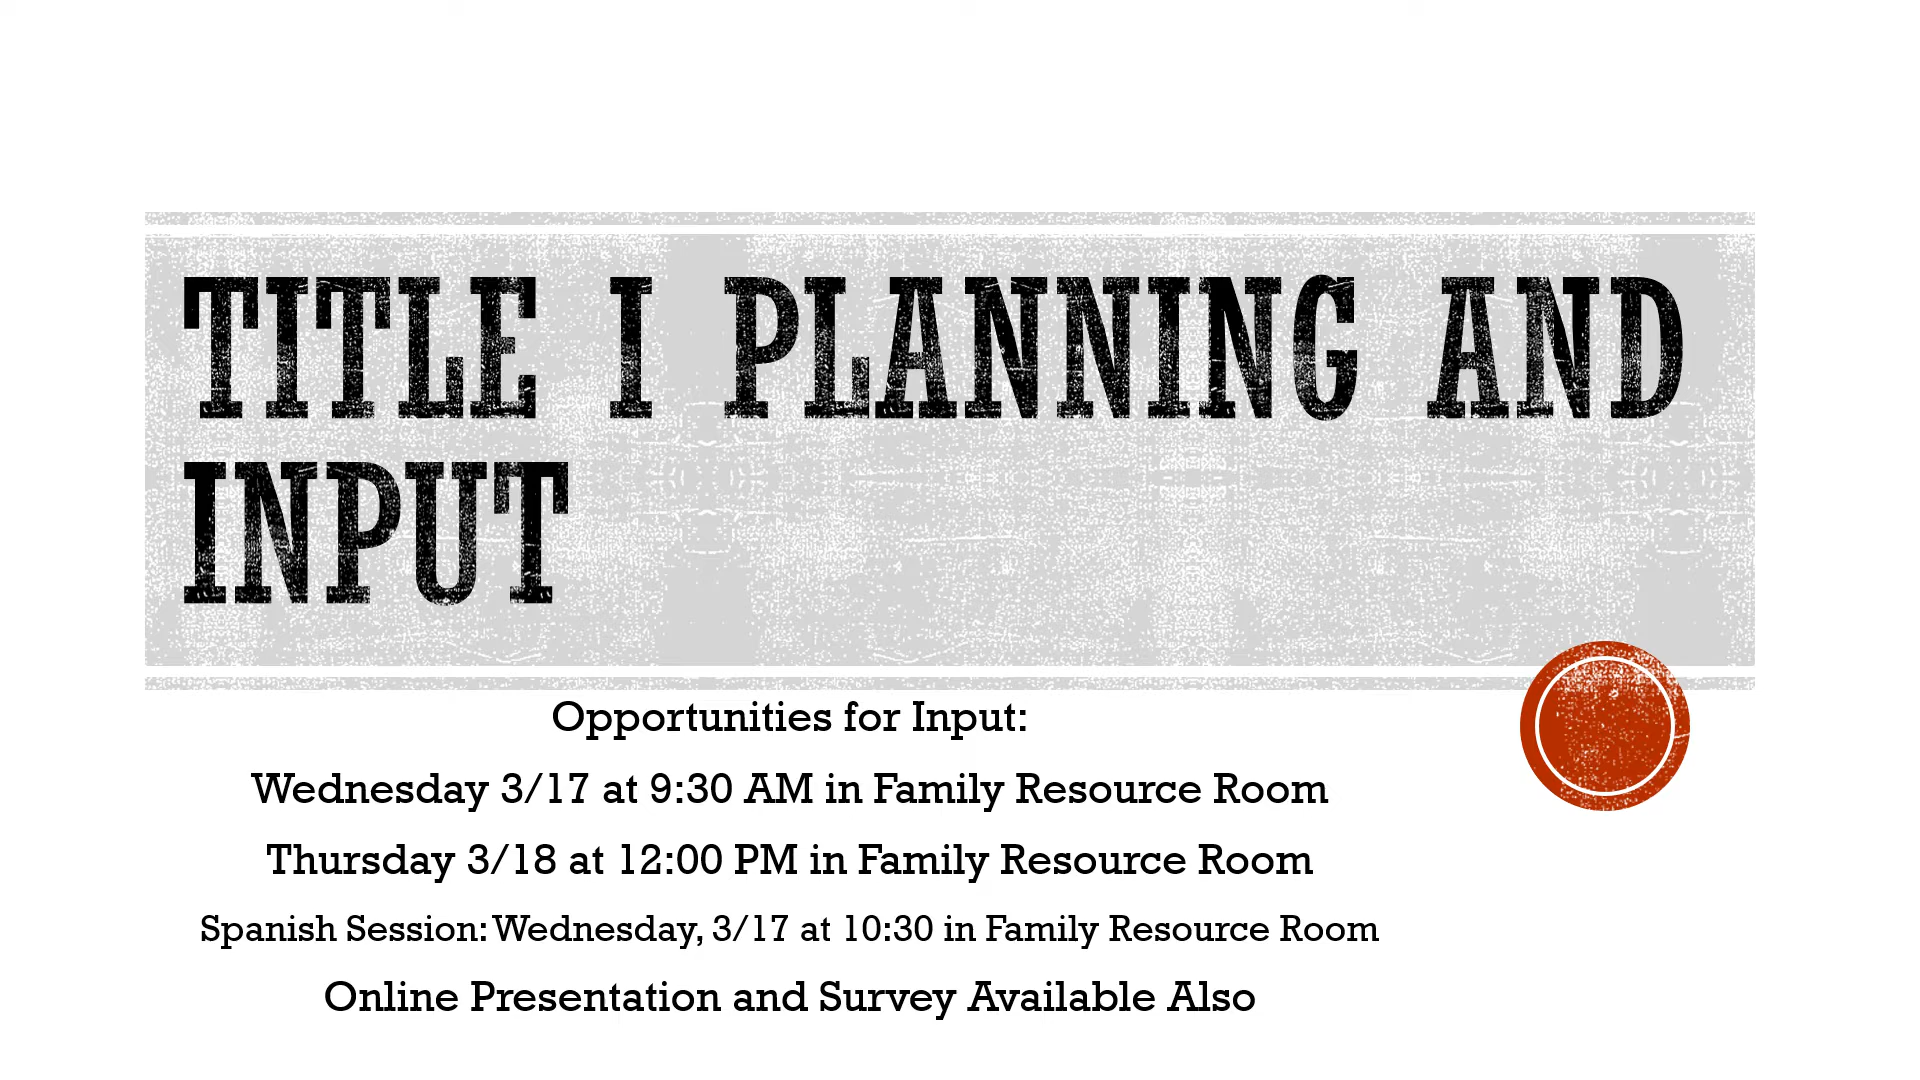 TITLE I PLANNING AND
INPUT
Opportunities for Input:
Wednesday 3/17 at 9:30 AM in Family Resource Room
Thursday 3/18 at 12:00 PM in Family Resource Room
Spanish Session: Wednesday, 3/17 at 10:30 in Family Resource Room
Online Presentation and Survey Available Also